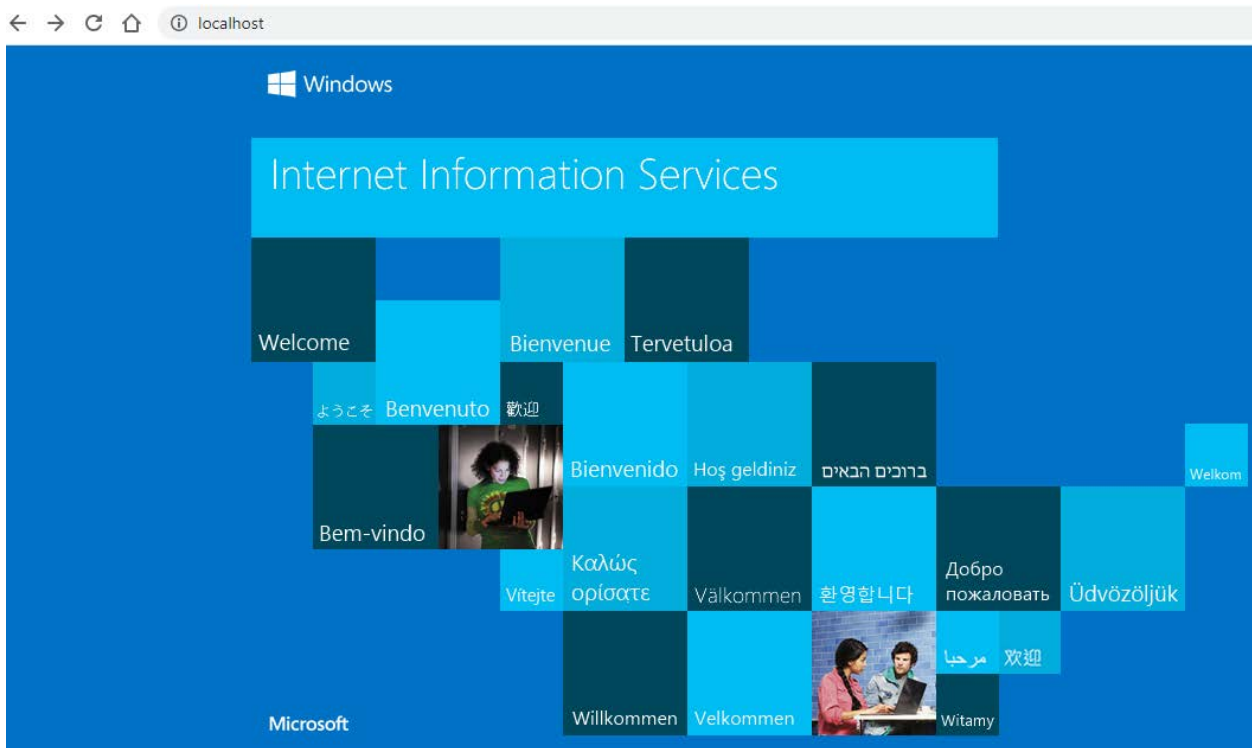 localhost
Windows
Internet Information Services
Welcome
Bienvenue
Tervetuloa
ようこそ
Benvenuto
歡迎
Bienvenido
Hoş geldiniz
ברוכים הבאים
Welkom
Bem-vindo
Vítejte
Καλώς
ορίσατε
Välkommen
환영합니다
Добро
пожаловать
Üdvözöljük
مرحبا
欢迎
Microsoft
Willkommen
Velkommen
Witamy